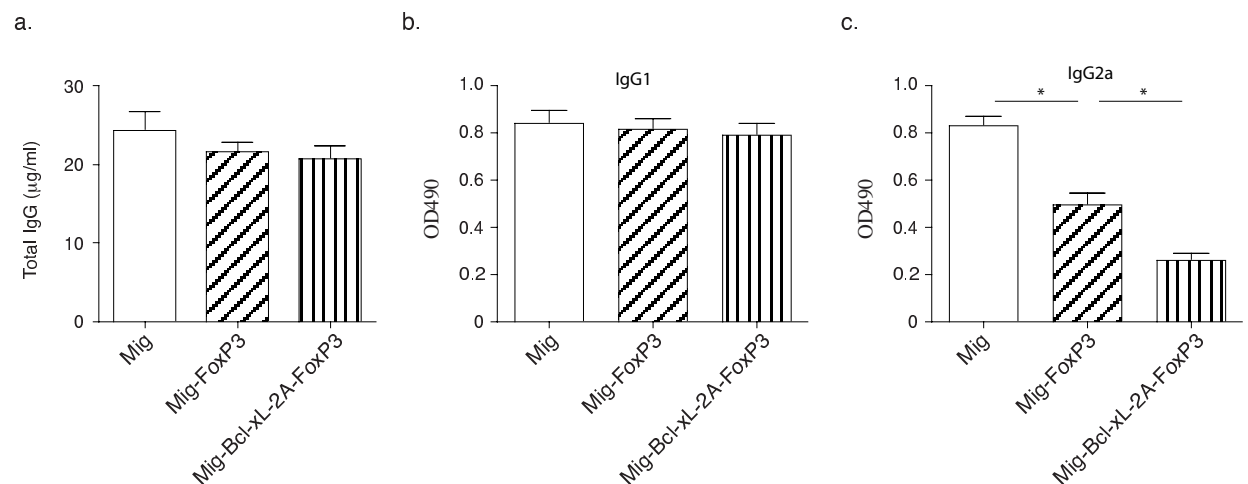 a.
Total IgG (μg/ml)
30
20
10
0
Mig
Mig-FoxP3
Mig-Bcl-xL-2A-FoxP3
b.
IgG1
OD490
1.0
0.8
0.6
0.4
0.2
0
Mig
Mig-FoxP3
Mig-Bcl-xL-2A-FoxP3
c.
IgG2a
* *
OD490
1.0
0.8
0.6
0.4
0.2
0
Mig
Mig-FoxP3
Mig-Bcl-xL-2A-FoxP3